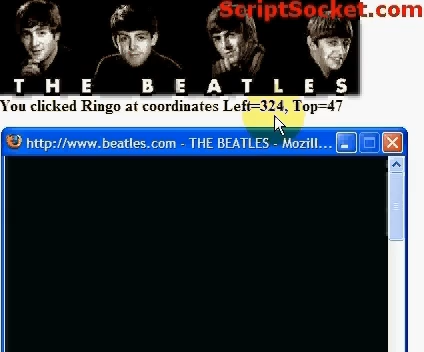 ScriptSocket.com
THE BEATLES
You clicked Ringo at coordinates Left=324, Top=47
http://www.beatles.com - THE BEATLES - Mozill...